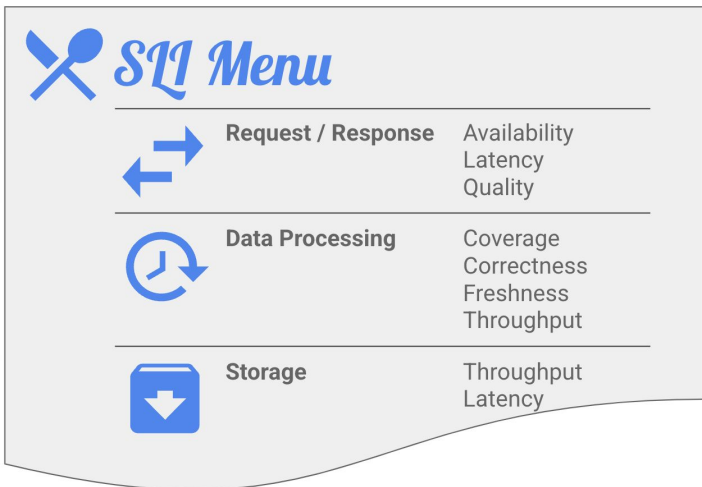 SLI Menu
Request / Response Availability
Latency
Quality
Data Processing Coverage
Correctness
Freshness
Throughput
Storage Throughput
Latency